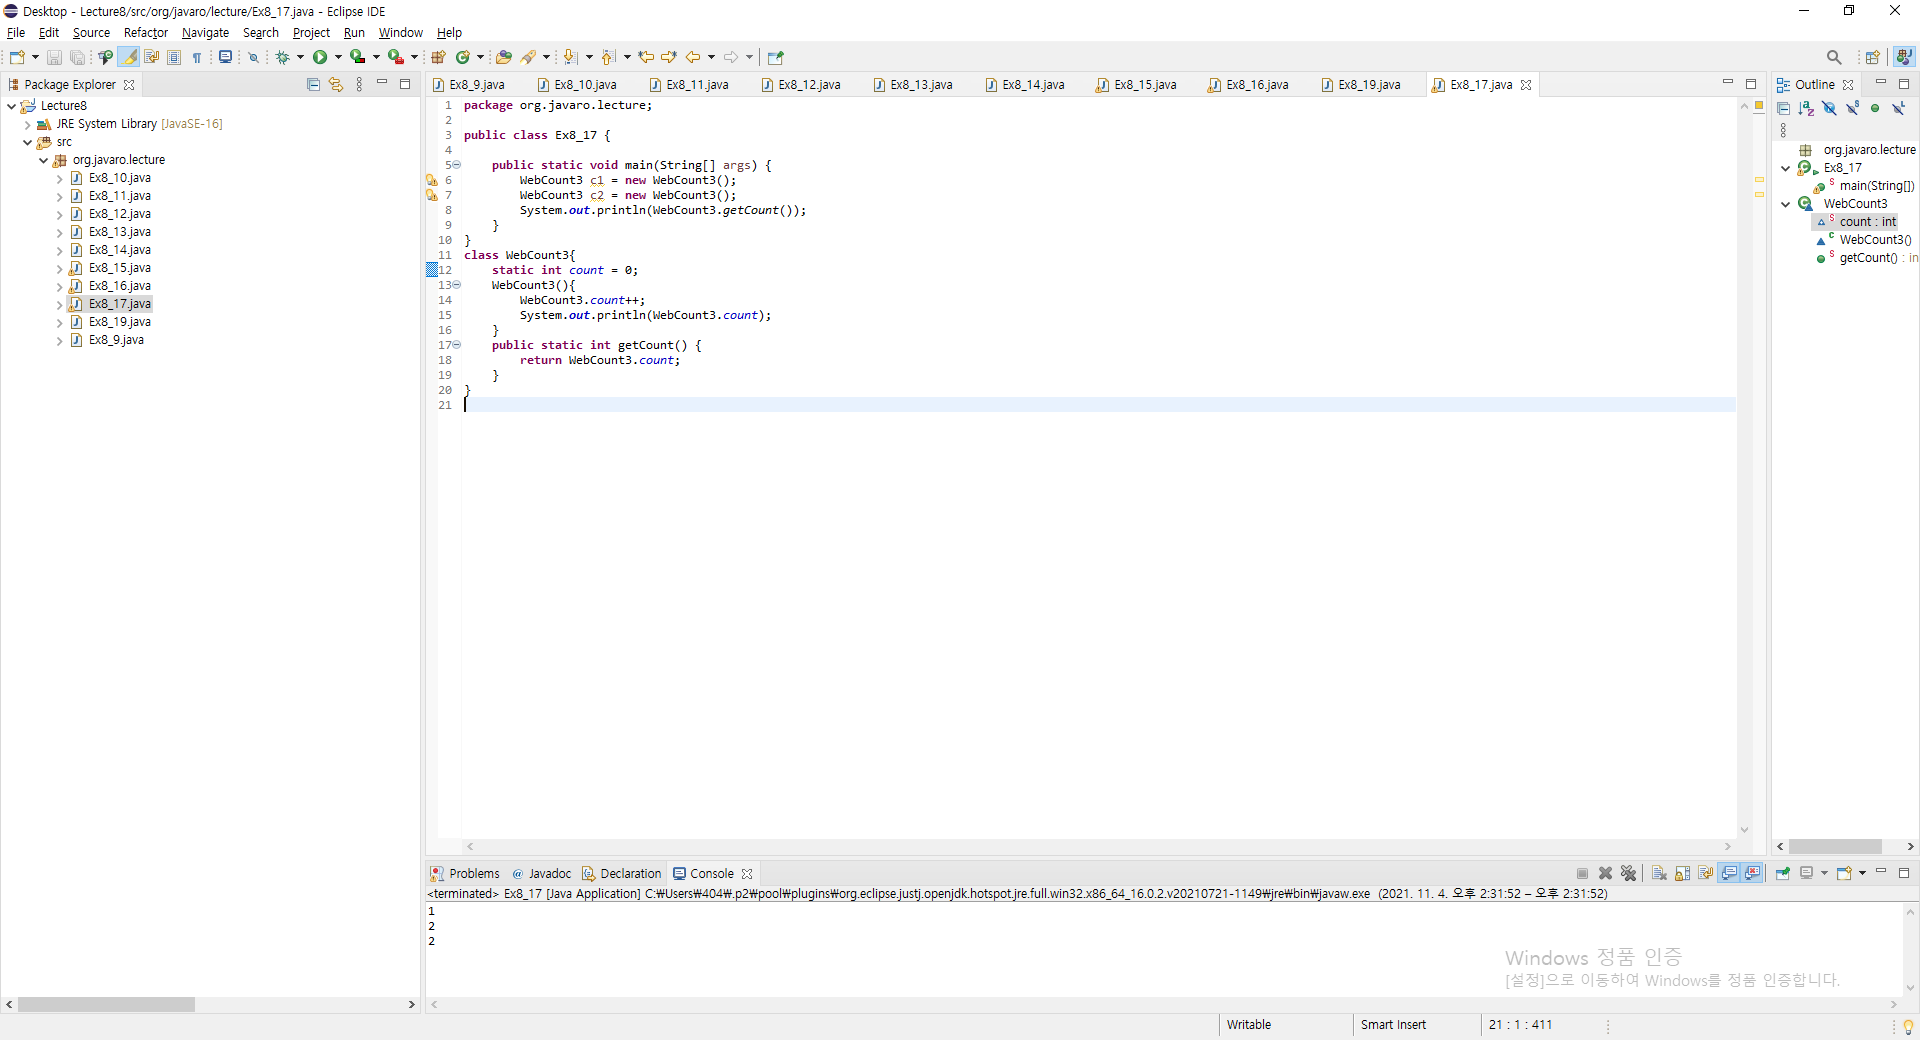 Desktop - Lecture8/src/org/javaro/lecture/Ex8_17.java - Eclipse IDE
File Edit Source Refactor Navigate Search Project Run Window Help
Package Explorer
Lecture8
JRE System Library [JavaSE-16]
src
org.javaro.lecture
Ex8_10.java
Ex8_11.java
Ex8_12.java
Ex8_13.java
Ex8_14.java
Ex8_15.java
Ex8_16.java
Ex8_17.java
Ex8_19.java
Ex8_9.java
Ex8_9.java Ex8_10.java Ex8_11.java Ex8_12.java Ex8_13.java Ex8_14.java Ex8_15.java Ex8_16.java Ex8_19.java Ex8_17.java
1 package org.javaro.lecture;
2
3 public class Ex8_17 {
4
5 public static void main(String[] args) {
6 WebCount3 c1 = new WebCount3();
7 WebCount3 c2 = new WebCount3();
8 System.out.println(WebCount3.getCount());
9 }
10 }
11 class WebCount3{
12 static int count = 0;
13 WebCount3(){
14 WebCount3.count++;
15 System.out.println(WebCount3.count);
16 }
17 public static int getCount() {
18 return WebCount3.count;
19 }
20 }
21
Outline
org.javaro.lecture
Ex8_17
main(String[])
WebCount3
count : int
WebCount3()
getCount() : in
Problems Javadoc Declaration Console
<terminated> Ex8_17 [Java Application] C:₩Users₩404₩.p2₩pool₩plugins₩org.eclipse.justj.openjdk.hotspot.jre.full.win32.x86_64_16.0.2.v20210721-1149₩jre₩bin₩javaw.exe (2021. 11. 4. 오후 2:31:52 – 오후 2:31:52)
1
2
2
Windows 정품 인증
[설정]으로 이동하여 Windows를 정품 인증합니다.
Writable Smart Insert 21 : 1 : 411